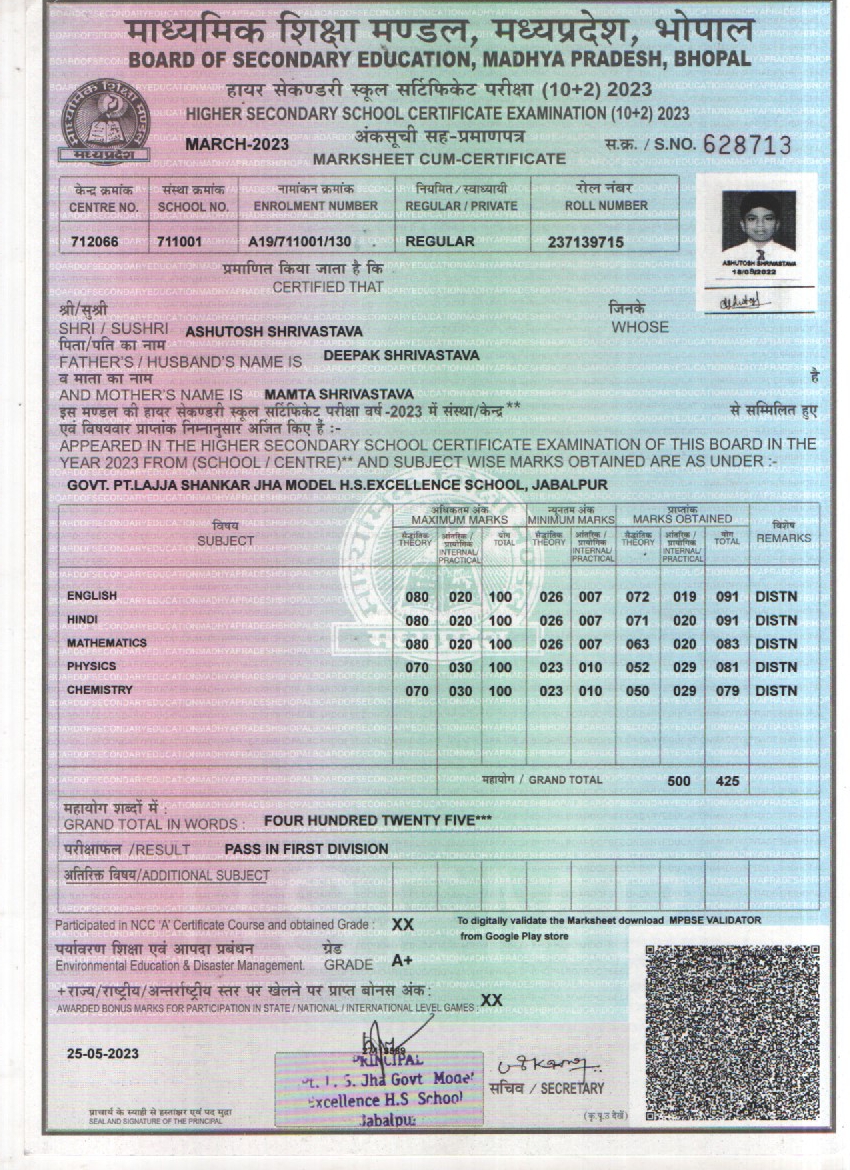 माध्यमिक शिक्षा मण्डल, मध्यप्रदेश, भोपाल
BOARD OF SECONDARY EDUCATION, MADHYA PRADESH, BHOPAL
हायर सेकण्डरी स्कूल सर्टिफिकेट परीक्षा (10+2) 2023
HIGHER SECONDARY SCHOOL CERTIFICATE EXAMINATION (10+2) 2023
MARCH-2023 अंकसूची सह-प्रमाणपत्र स.क्र. / S.NO. 628713
MARKSHEET CUM-CERTIFICATE
मध्यप्रदेश
केन्द्र क्रमांक संस्था क्रमांक नामांकन क्रमांक नियमित / स्वाध्यायी रोल नंबर
CENTRE NO. SCHOOL NO. ENROLMENT NUMBER REGULAR / PRIVATE ROLL NUMBER
712066 711001 A19/711001/130 REGULAR 237139715
ASHUTOSH SHRIVASTAVA
प्रमाणित किया जाता है कि
CERTIFIED THAT
श्री/सुश्री जिनके
SHRI / SUSHRI ASHUTOSH SHRIVASTAVA WHOSE
पिता/पति का नाम
FATHER'S / HUSBAND'S NAME IS DEEPAK SHRIVASTAVA
व माता का नाम है
AND MOTHER'S NAME IS MAMTA SHRIVASTAVA
इस मण्डल की हायर सेकण्डरी स्कूल सर्टिफिकेट परीक्षा वर्ष -2023 में संस्था/केन्द्र** से सम्मिलित हुए
एवं विषयवार प्राप्तांक निम्नानुसार अर्जित किए हैं :-
APPEARED IN THE HIGHER SECONDARY SCHOOL CERTIFICATE EXAMINATION OF THIS BOARD IN THE
YEAR 2023 FROM (SCHOOL / CENTRE)** AND SUBJECT WISE MARKS OBTAINED ARE AS UNDER :-
GOVT. PT.LAJJA SHANKAR JHA MODEL H.S.EXCELLENCE SCHOOL, JABALPUR
विषय अधिकतम अंक न्यूनतम अंक प्राप्तांक विशेष
SUBJECT MAXIMUM MARKS MINIMUM MARKS MARKS OBTAINED REMARKS
सैद्धांतिक आंतरिक / प्रायोगिक योग सैद्धांतिक आंतरिक / प्रायोगिक सैद्धांतिक आंतरिक / प्रायोगिक योग
THEORY INTERNAL/ PRACTICAL TOTAL THEORY INTERNAL/ PRACTICAL THEORY INTERNAL/ PRACTICAL TOTAL
ENGLISH 080 020 100 026 007 072 019 091 DISTN
HINDI 080 020 100 026 007 071 020 091 DISTN
MATHEMATICS 080 020 100 026 007 063 020 083 DISTN
PHYSICS 070 030 100 023 010 052 029 081 DISTN
CHEMISTRY 070 030 100 023 010 050 029 079 DISTN
महायोग / GRAND TOTAL 500 425
महायोग शब्दों में :
GRAND TOTAL IN WORDS : FOUR HUNDRED TWENTY FIVE***
परीक्षाफल /RESULT PASS IN FIRST DIVISION
अतिरिक्त विषय/ADDITIONAL SUBJECT
Participated in NCC 'A' Certificate Course and obtained Grade : XX
To digitally validate the Marksheet download MPBSE VALIDATOR
from Google Play store
पर्यावरण शिक्षा एवं आपदा प्रबंधन ग्रेड
Environmental Education & Disaster Management. GRADE A+
+राज्य/राष्ट्रीय/अन्तर्राष्ट्रीय स्तर पर खेलने पर प्राप्त बोनस अंक :
AWARDED BONUS MARKS FOR PARTICIPATION IN STATE / NATIONAL / INTERNATIONAL LEVEL GAMES : XX
25-05-2023
PRINCIPAL
L. S. Jha Govt Model
Excellence H.S School
Jabalpur
सचिव / SECRETARY
प्राचार्य के स्याही से हस्ताक्षर एवं पद मुद्रा
SEAL AND SIGNATURE OF THE PRINCIPAL
(कृ.पृ.उ देखें)